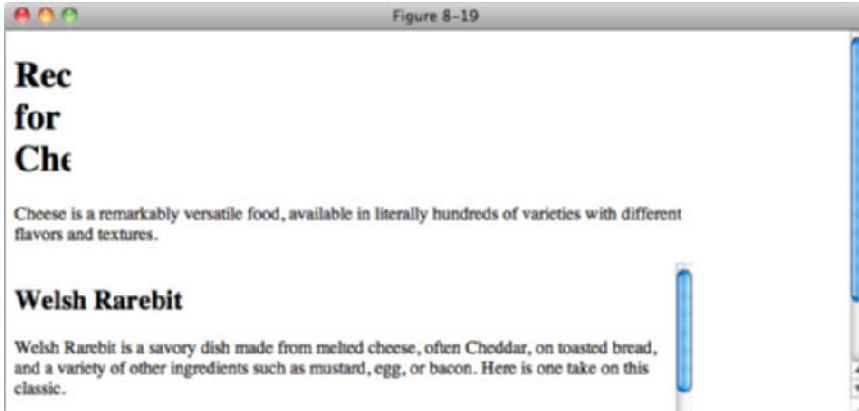 Figure 8-19
Rec
for
Che
Cheese is a remarkably versatile food, available in literally hundreds of varieties with different
flavors and textures.
Welsh Rarebit
Welsh Rarebit is a savory dish made from melted cheese, often Cheddar, on toasted bread,
and a variety of other ingredients such as mustard, egg, or bacon. Here is one take on this
classic.